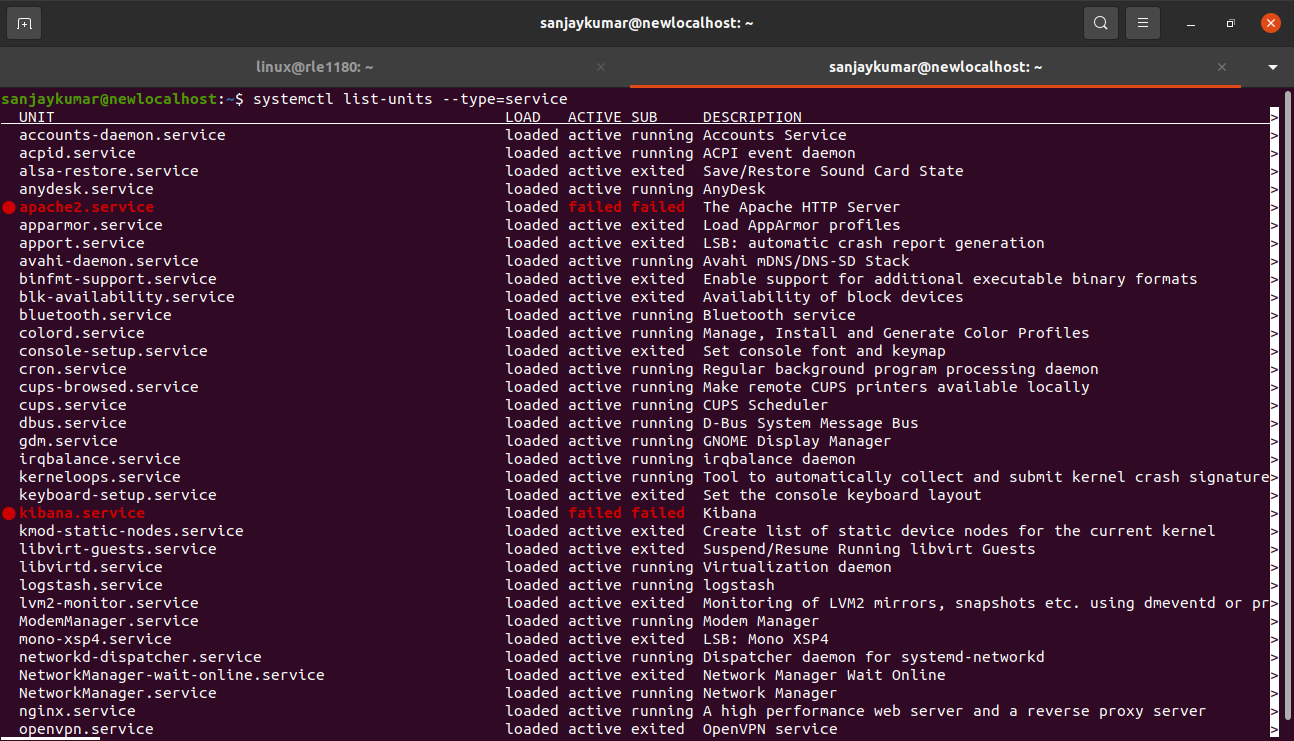 sanjaykumar@newlocalhost: ~
linux@rle1180: ~
sanjaykumar@newlocalhost: ~
sanjaykumar@newlocalhost:~$ systemctl list-units --type=service
UNIT LOAD ACTIVE SUB DESCRIPTION >
accounts-daemon.service loaded active running Accounts Service >
acpid.service loaded active running ACPI event daemon >
alsa-restore.service loaded active exited Save/Restore Sound Card State >
anydesk.service loaded active running AnyDesk >
● apache2.service loaded failed failed The Apache HTTP Server >
apparmor.service loaded active exited Load AppArmor profiles >
apport.service loaded active exited LSB: automatic crash report generation >
avahi-daemon.service loaded active running Avahi mDNS/DNS-SD Stack >
binfmt-support.service loaded active exited Enable support for additional executable binary formats >
blk-availability.service loaded active exited Availability of block devices >
bluetooth.service loaded active running Bluetooth service >
colord.service loaded active running Manage, Install and Generate Color Profiles >
console-setup.service loaded active exited Set console font and keymap >
cron.service loaded active running Regular background program processing daemon >
cups-browsed.service loaded active running Make remote CUPS printers available locally >
cups.service loaded active running CUPS Scheduler >
dbus.service loaded active running D-Bus System Message Bus >
gdm.service loaded active running GNOME Display Manager >
irqbalance.service loaded active running irqbalance daemon >
kerneloops.service loaded active running Tool to automatically collect and submit kernel crash signature>
keyboard-setup.service loaded active exited Set the console keyboard layout >
● kibana.service loaded failed failed Kibana >
kmod-static-nodes.service loaded active exited Create list of static device nodes for the current kernel >
libvirt-guests.service loaded active exited Suspend/Resume Running libvirt Guests >
libvirtd.service loaded active running Virtualization daemon >
logstash.service loaded active running logstash >
lvm2-monitor.service loaded active exited Monitoring of LVM2 mirrors, snapshots etc. using dmeventd or pr>
ModemManager.service loaded active running Modem Manager >
mono-xsp4.service loaded active exited LSB: Mono XSP4 >
networkd-dispatcher.service loaded active running Dispatcher daemon for systemd-networkd >
NetworkManager-wait-online.service loaded active exited Network Manager Wait Online >
NetworkManager.service loaded active running Network Manager >
nginx.service loaded active running A high performance web server and a reverse proxy server >
openvpn.service loaded active exited OpenVPN service >